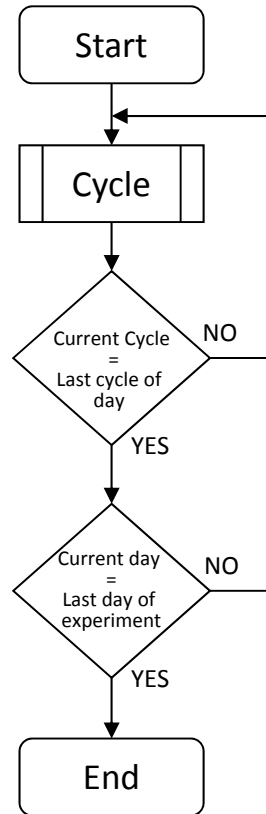 Start
Cycle
Current Cycle
=
Last cycle of
day
NO
YES
Current day
=
Last day of
experiment
NO
YES
End